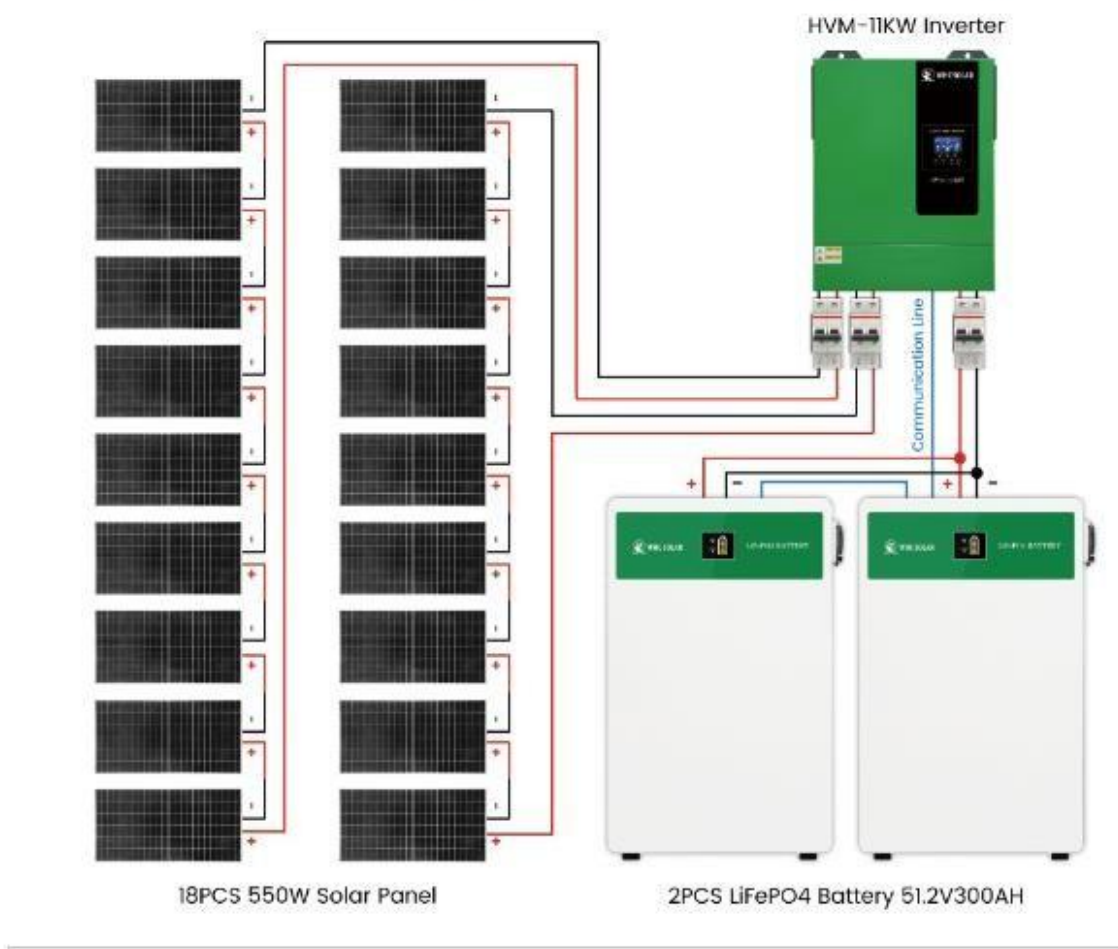 HVM-11KW Inverter
Communication Line
+ −
+ −
18PCS 550W Solar Panel
2PCS LiFePO4 Battery 51.2V300AH